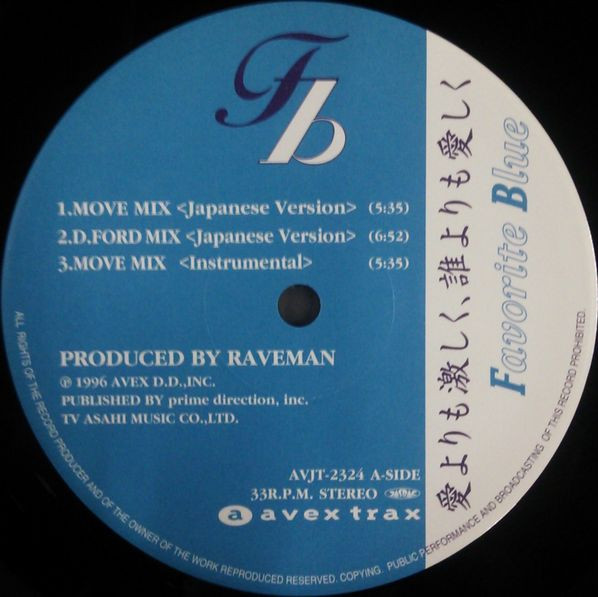 Fb
1.MOVE MIX <Japanese Version> (5:35)
2.D.FORD MIX <Japanese Version> (6:52)
3.MOVE MIX <Instrumental> (5:35)
PRODUCED BY RAVEMAN
℗ 1996 AVEX D.D.,INC.
PUBLISHED BY prime direction, inc.
TV ASAHI MUSIC CO.,LTD.
AVJT-2324 A-SIDE
33R.P.M. STEREO
a avex trax
愛よりも激しく、誰よりも愛しく
Favorite Blue
ALL RIGHTS OF THE RECORD PRODUCER AND OF THE OWNER OF THE WORK REPRODUCED RESERVED. COPYING. PUBLIC PERFORMANCE AND BROADCASTING OF THIS RECORD PROHIBITED.